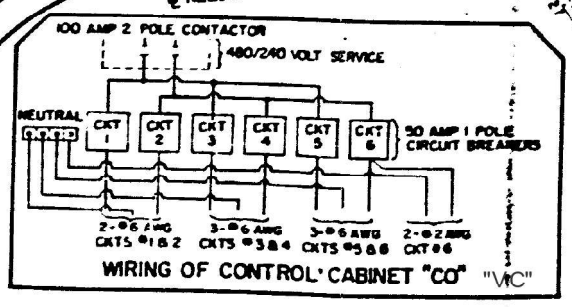 100 AMP 2 POLE CONTACTOR
480/240 VOLT SERVICE
NEUTRAL
CKT 1
CKT 2
CKT 3
CKT 4
CKT 5
CKT 6
50 AMP 1 POLE
CIRCUIT BREAKERS
2-#6 AWG
CKTS #1 & 2
3-#6 AWG
CKTS #3 & 4
3-#6 AWG
CKTS #5 & 6
2-#2 AWG
CKT #6
WIRING OF CONTROL CABINET "CO" "VIC"